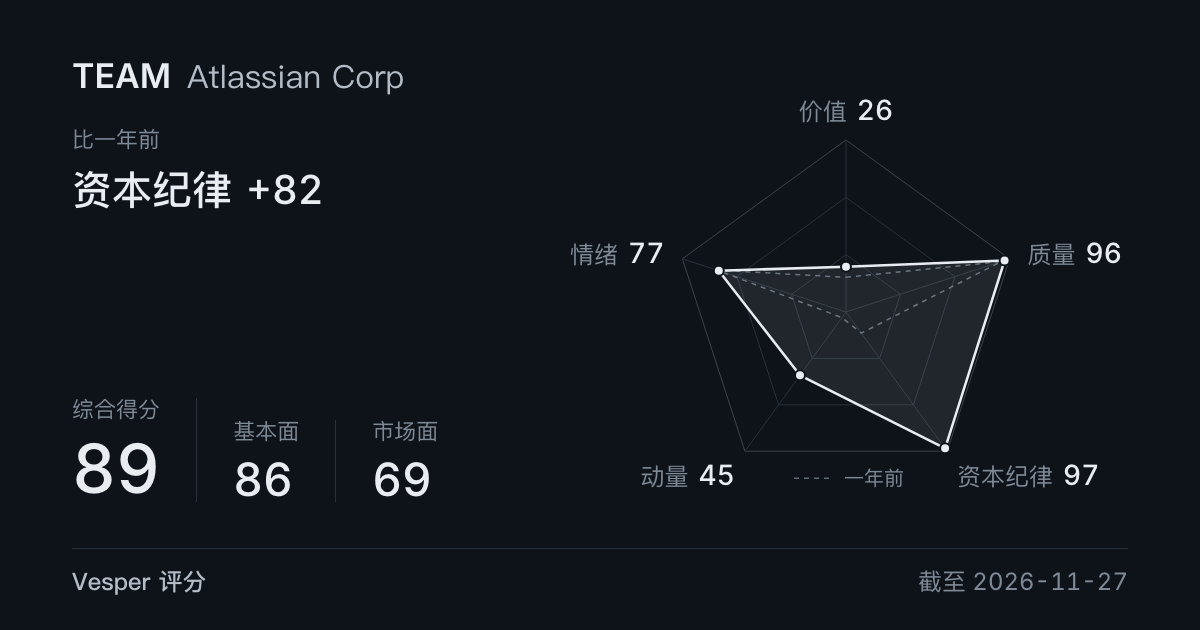 TEAM Atlassian Corp
比一年前
资本纪律 +82
价值 26
情绪 77
质量 96
动量 45
一年前
资本纪律 97
综合得分
89
基本面
86
市场面
69
Vesper 评分
截至 2026-11-27